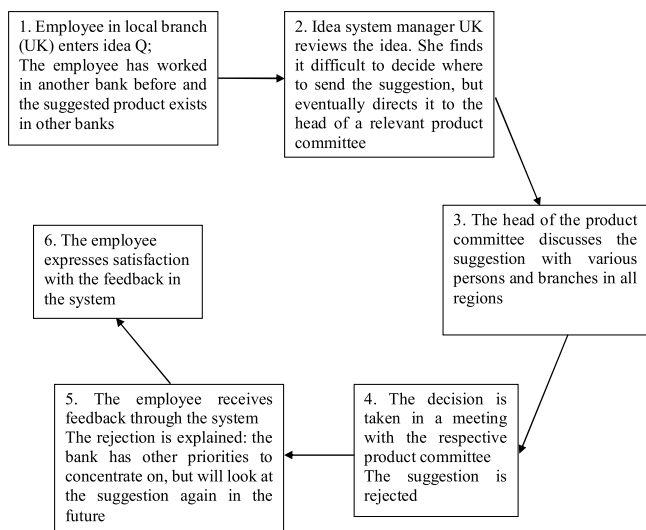 1. Employee in local branch
(UK) enters idea Q;
The employee has worked
in another bank before and
the suggested product exists
in other banks
2. Idea system manager UK
reviews the idea. She finds
it difficult to decide where
to send the suggestion, but
eventually directs it to the
head of a relevant product
committee
3. The head of the product
committee discusses the
suggestion with various
persons and branches in all
regions
4. The decision is
taken in a meeting
with the respective
product committee
The suggestion is
rejected
5. The employee receives
feedback through the system
The rejection is explained: the
bank has other priorities to
concentrate on, but will look at
the suggestion again in the
future
6. The employee
expresses satisfaction
with the feedback in
the system